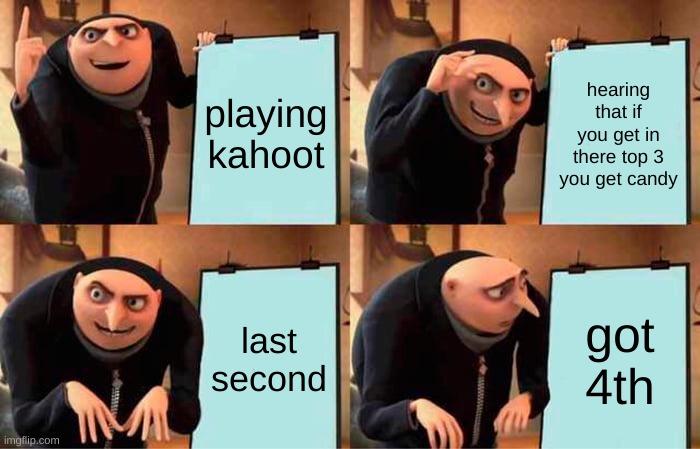 playing
kahoot
hearing
that if
you get in
there top 3
you get candy
last
second
got
4th
imgflip.com